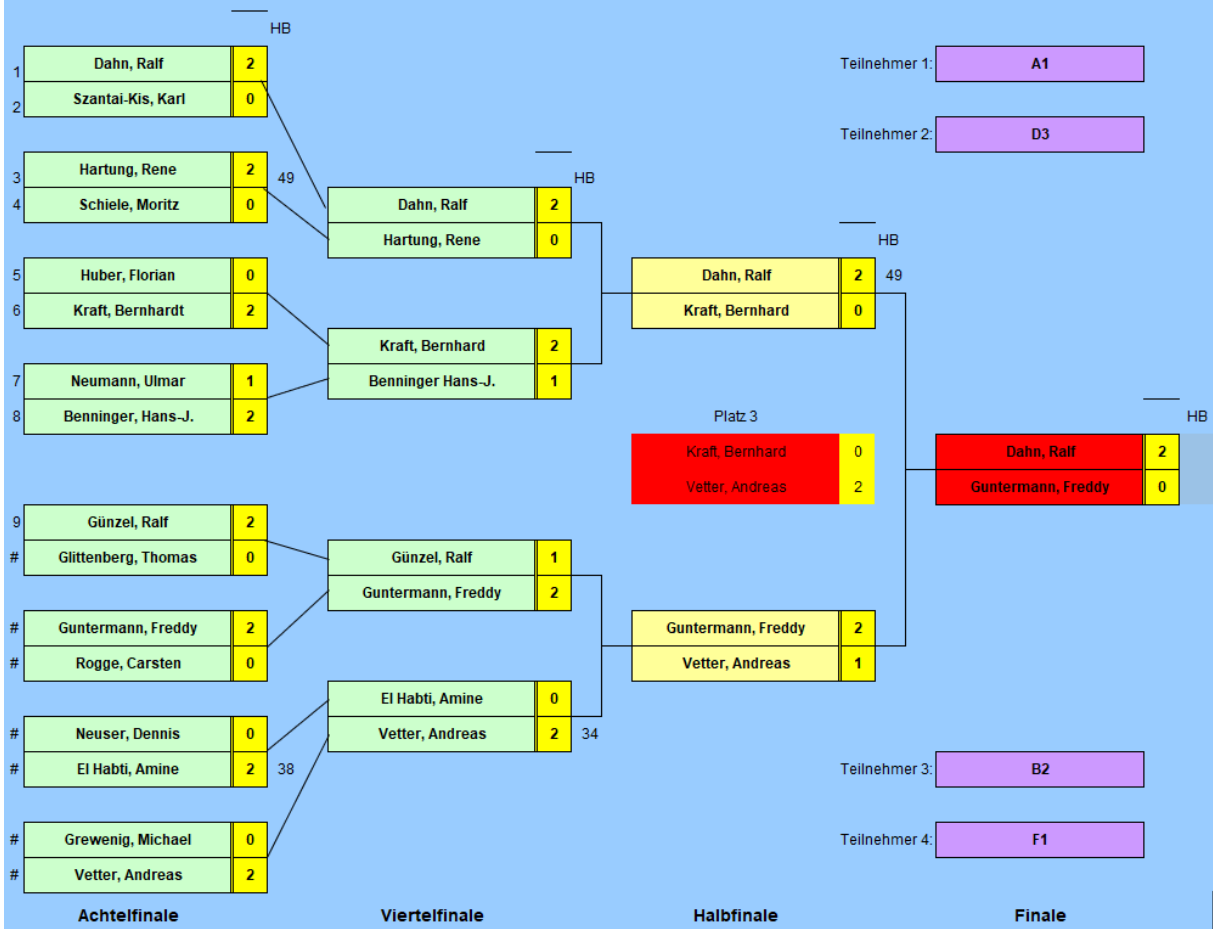 HB
1 Dahn, Ralf 2
2 Szantai-Kis, Karl 0
3 Hartung, Rene 2 49
4 Schiele, Moritz 0
5 Huber, Florian 0
6 Kraft, Bernhardt 2
7 Neumann, Ulmar 1
8 Benninger, Hans-J. 2
9 Günzel, Ralf 2
# Glittenberg, Thomas 0
# Guntermann, Freddy 2
# Rogge, Carsten 0
# Neuser, Dennis 0
# El Habti, Amine 2 38
# Grewenig, Michael 0
# Vetter, Andreas 2
Achtelfinale
HB
Dahn, Ralf 2
Hartung, Rene 0
Kraft, Bernhard 2
Benninger Hans-J. 1
Günzel, Ralf 1
Guntermann, Freddy 2
El Habti, Amine 0
Vetter, Andreas 2 34
Viertelfinale
HB
Dahn, Ralf 2 49
Kraft, Bernhard 0
Platz 3
Kraft, Bernhard 0
Vetter, Andreas 2
Guntermann, Freddy 2
Vetter, Andreas 1
Halbfinale
Teilnehmer 1: A1
Teilnehmer 2: D3
HB
Dahn, Ralf 2
Guntermann, Freddy 0
Teilnehmer 3: B2
Teilnehmer 4: F1
Finale